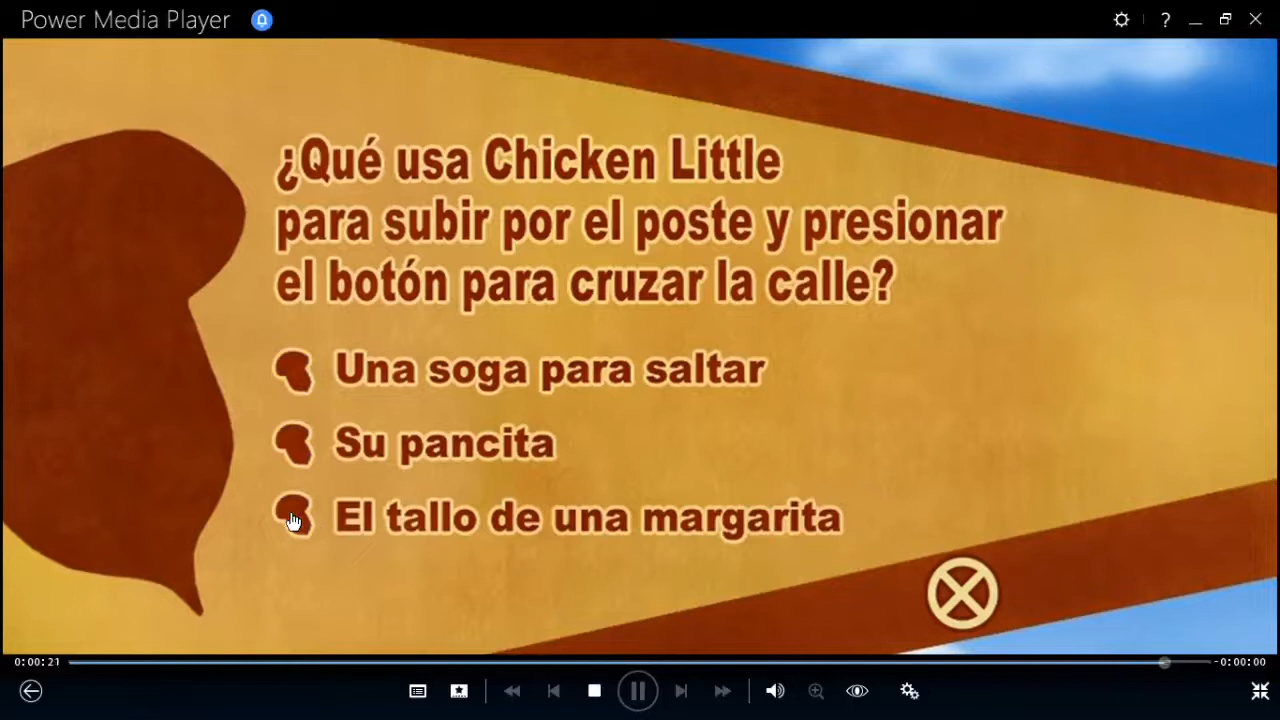 Power Media Player
¿Qué usa Chicken Little
para subir por el poste y presionar
el botón para cruzar la calle?
Una soga para saltar
Su pancita
El tallo de una margarita
0:00:21
-0:00:00